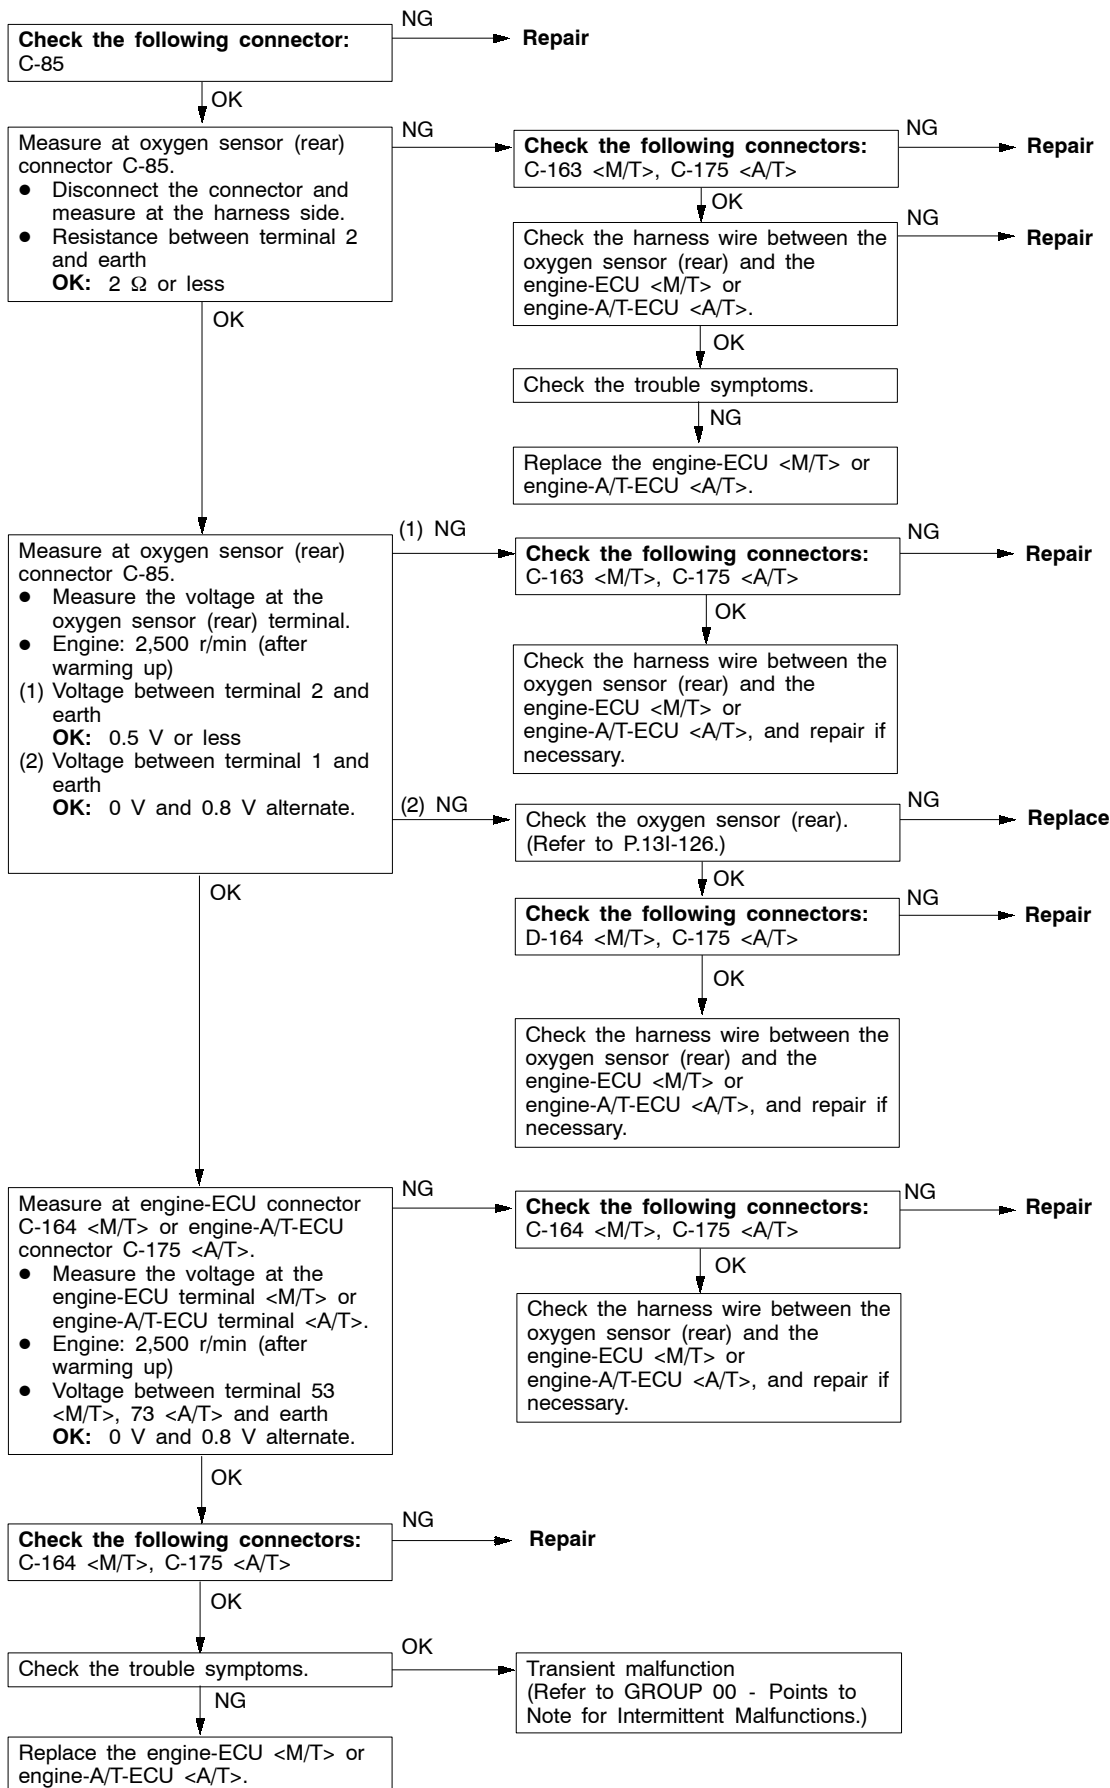 Check the following connector:
C-85
NG
Repair
OK
Measure at oxygen sensor (rear)
connector C-85.
● Disconnect the connector and
measure at the harness side.
● Resistance between terminal 2
and earth
OK: 2 Ω or less
NG
Check the following connectors:
C-163 <M/T>, C-175 <A/T>
NG
Repair
OK
Check the harness wire between the
oxygen sensor (rear) and the
engine-ECU <M/T> or
engine-A/T-ECU <A/T>.
NG
Repair
OK
Check the trouble symptoms.
NG
Replace the engine-ECU <M/T> or
engine-A/T-ECU <A/T>.
OK
Measure at oxygen sensor (rear)
connector C-85.
● Measure the voltage at the
oxygen sensor (rear) terminal.
● Engine: 2,500 r/min (after
warming up)
(1) Voltage between terminal 2 and
earth
OK: 0.5 V or less
(2) Voltage between terminal 1 and
earth
OK: 0 V and 0.8 V alternate.
(1) NG
Check the following connectors:
C-163 <M/T>, C-175 <A/T>
NG
Repair
OK
Check the harness wire between the
oxygen sensor (rear) and the
engine-ECU <M/T> or
engine-A/T-ECU <A/T>, and repair if
necessary.
(2) NG
Check the oxygen sensor (rear).
(Refer to P.13I-126.)
NG
Replace
OK
Check the following connectors:
D-164 <M/T>, C-175 <A/T>
NG
Repair
OK
Check the harness wire between the
oxygen sensor (rear) and the
engine-ECU <M/T> or
engine-A/T-ECU <A/T>, and repair if
necessary.
OK
Measure at engine-ECU connector
C-164 <M/T> or engine-A/T-ECU
connector C-175 <A/T>.
● Measure the voltage at the
engine-ECU terminal <M/T> or
engine-A/T-ECU terminal <A/T>.
● Engine: 2,500 r/min (after
warming up)
● Voltage between terminal 53
<M/T>, 73 <A/T> and earth
OK: 0 V and 0.8 V alternate.
NG
Check the following connectors:
C-164 <M/T>, C-175 <A/T>
NG
Repair
OK
Check the harness wire between the
oxygen sensor (rear) and the
engine-ECU <M/T> or
engine-A/T-ECU <A/T>, and repair if
necessary.
OK
Check the following connectors:
C-164 <M/T>, C-175 <A/T>
NG
Repair
OK
Check the trouble symptoms.
OK
Transient malfunction
(Refer to GROUP 00 - Points to
Note for Intermittent Malfunctions.)
NG
Replace the engine-ECU <M/T> or
engine-A/T-ECU <A/T>.